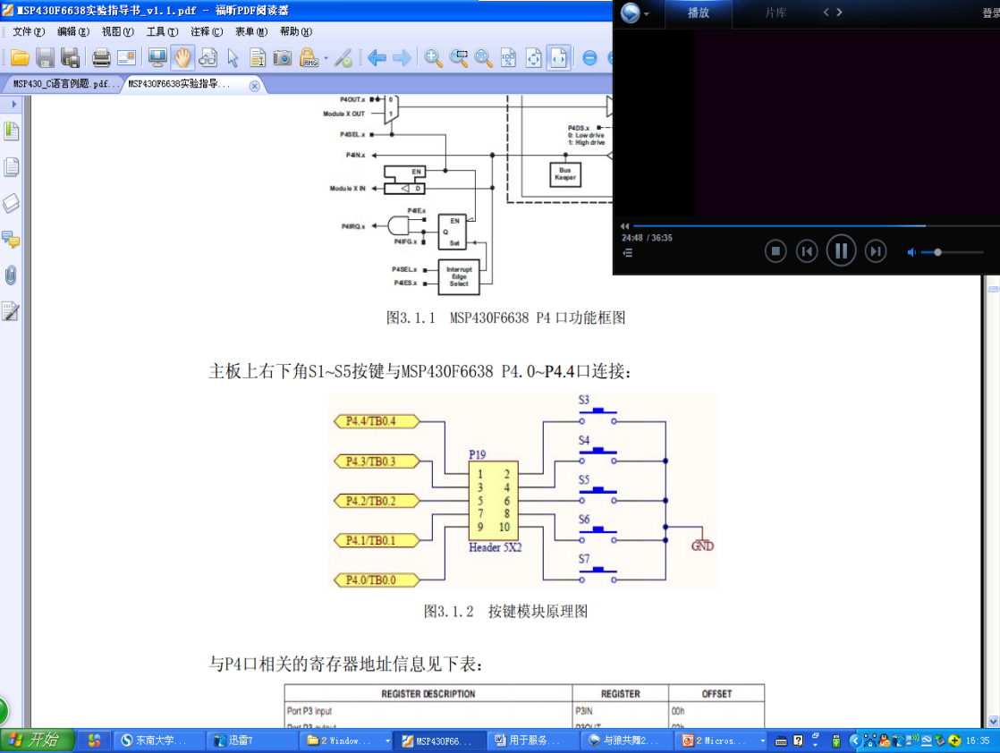 MSP430F6638实验指导书_v1.1.pdf - 福昕PDF阅读器
文件(F) 编辑(E) 视图(V) 工具(T) 注释(C) 表单(M) 帮助(H)
播放 片库 登录
MSP430_C语言例题.pdf... MSP430F6638实验指导...
P4OUT.x
0
Module X OUT
1
P4DS.x
0: Low drive
1: High drive
P4SEL.x
P4IN.x
EN
Bus
Keeper
Module X IN
D
P4IE.x
P4IRQ.x
EN
Q
P4IFG.x
Set
P4SEL.x
P4IES.x
Interrupt
Edge
Select
24:48 / 36:35
图3.1.1 MSP430F6638 P4 口功能框图
主板上右下角S1~S5按键与MSP430F6638 P4.0~P4.4口连接:
S3
P4.4/TB0.4
S4
P19
P4.3/TB0.3
1 2
S5
3 4
P4.2/TB0.2
5 6
7 8
S6
9 10
P4.1/TB0.1
Header 5X2
GND
S7
P4.0/TB0.0
图3.1.2 按键模块原理图
与P4口相关的寄存器地址信息见下表:
REGISTER DESCRIPTION REGISTER OFFSET
Port P3 input P3IN 00h
Port P3 output P3OUT 02h
开始 东南大学... 迅雷7 2 Window... MSP430F66... 用于服务... 与狼共舞2... 2 Micros... 16:35